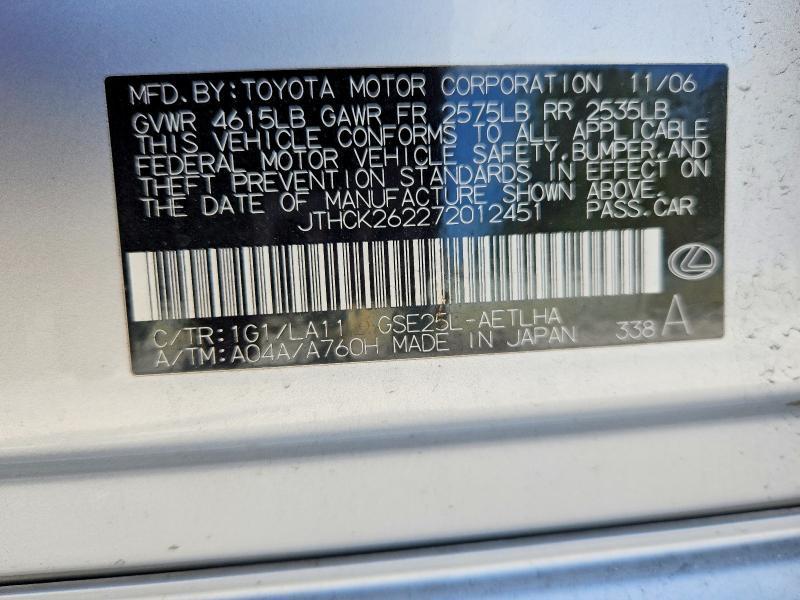 MFD.BY:TOYOTA MOTOR CORPORATION 11/06
GVWR 4615LB GAWR FR 2575LB RR 2535LB
THIS VEHICLE CONFORMS TO ALL APPLICABLE
FEDERAL MOTOR VEHICLE SAFETY,BUMPER,AND
THEFT PREVENTION STANDARDS IN EFFECT ON
THE DATE OF MANUFACTURE SHOWN ABOVE.
JTHCK262272012451 PASS.CAR
C/TR:1G1/LA11 GSE25L-AETLHA
A/TM:A04A/A760H MADE IN JAPAN 338 A